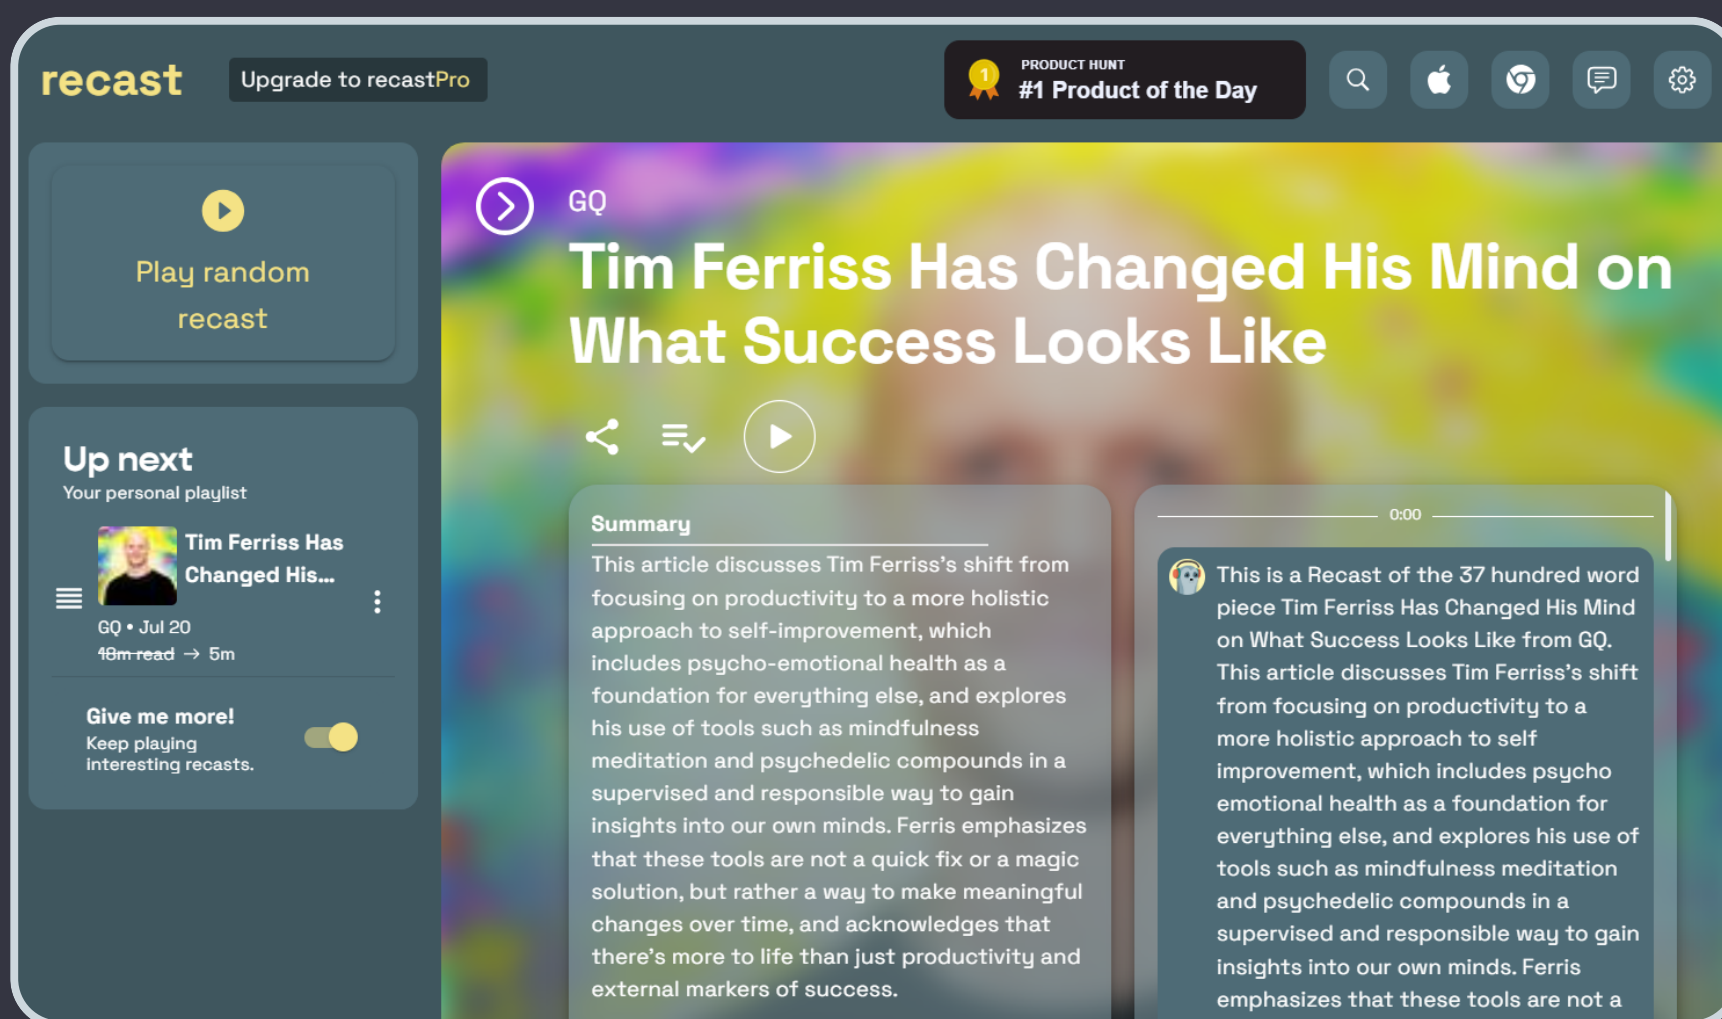 recast
Upgrade to recastPro
1
PRODUCT HUNT
#1 Product of the Day
Play random
recast
Up next
Your personal playlist
Tim Ferriss Has
Changed His...
GQ • Jul 20
18m read → 5m
Give me more!
Keep playing
interesting recasts.
GQ
Tim Ferriss Has Changed His Mind on
What Success Looks Like
Summary
This article discusses Tim Ferriss's shift from
focusing on productivity to a more holistic
approach to self-improvement, which
includes psycho-emotional health as a
foundation for everything else, and explores
his use of tools such as mindfulness
meditation and psychedelic compounds in a
supervised and responsible way to gain
insights into our own minds. Ferris emphasizes
that these tools are not a quick fix or a magic
solution, but rather a way to make meaningful
changes over time, and acknowledges that
there's more to life than just productivity and
external markers of success.
0:00
This is a Recast of the 37 hundred word
piece Tim Ferriss Has Changed His Mind
on What Success Looks Like from GQ.
This article discusses Tim Ferriss's shift
from focusing on productivity to a
more holistic approach to self
improvement, which includes psycho
emotional health as a foundation for
everything else, and explores his use of
tools such as mindfulness meditation
and psychedelic compounds in a
supervised and responsible way to gain
insights into our own minds. Ferris
emphasizes that these tools are not a